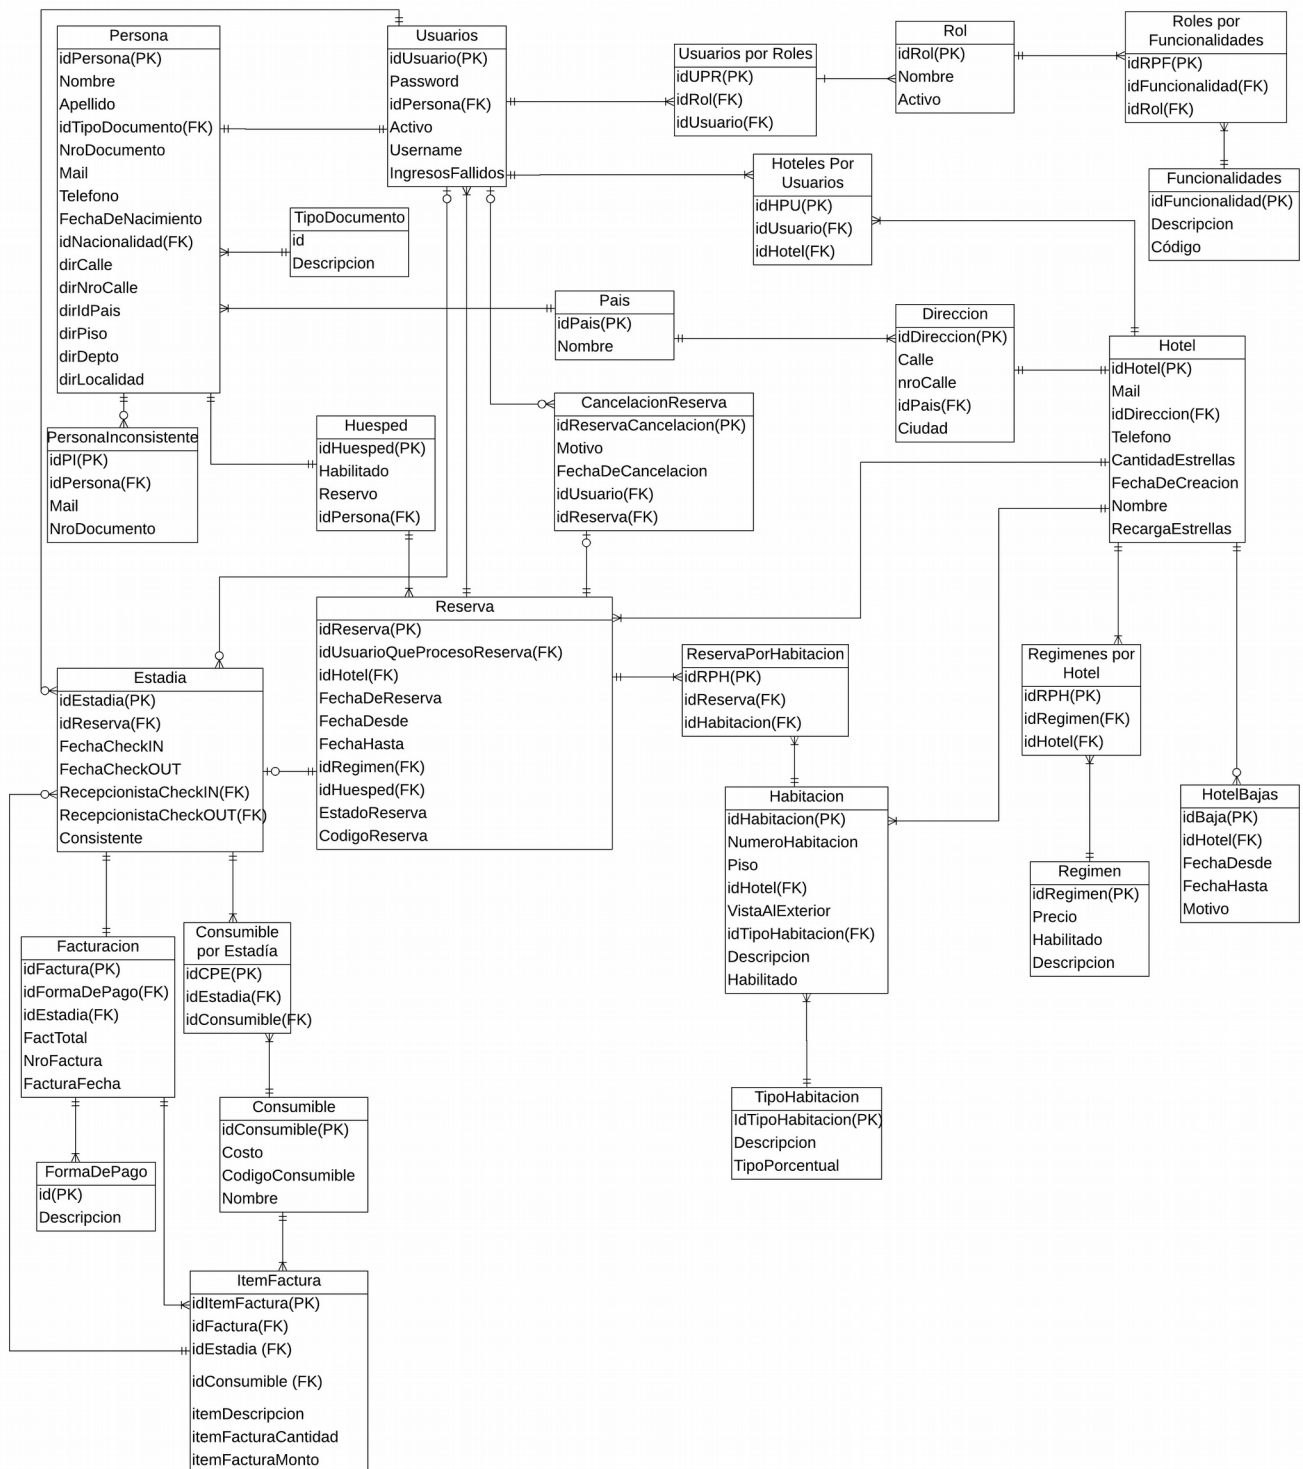 Persona
idPersona(PK)
Nombre
Apellido
idTipoDocumento(FK)
NroDocumento
Mail
Telefono
FechaDeNacimiento
idNacionalidad(FK)
dirCalle
dirNroCalle
dirIdPais
dirPiso
dirDepto
dirLocalidad
Usuarios
idUsuario(PK)
Password
idPersona(FK)
Activo
Username
IngresosFallidos
Usuarios por Roles
idUPR(PK)
idRol(FK)
idUsuario(FK)
Rol
idRol(PK)
Nombre
Activo
Roles por
Funcionalidades
idRPF(PK)
idFuncionalidad(FK)
idRol(FK)
Funcionalidades
idFuncionalidad(PK)
Descripcion
Código
Hoteles Por
Usuarios
idHPU(PK)
idUsuario(FK)
idHotel(FK)
TipoDocumento
id
Descripcion
Pais
idPais(PK)
Nombre
Direccion
idDireccion(PK)
Calle
nroCalle
idPais(FK)
Ciudad
Hotel
idHotel(PK)
Mail
idDireccion(FK)
Telefono
CantidadEstrellas
FechaDeCreacion
Nombre
RecargaEstrellas
PersonaInconsistente
idPI(PK)
idPersona(FK)
Mail
NroDocumento
Huesped
idHuesped(PK)
Habilitado
Reservo
idPersona(FK)
CancelacionReserva
idReservaCancelacion(PK)
Motivo
FechaDeCancelacion
idUsuario(FK)
idReserva(FK)
Reserva
idReserva(PK)
idUsuarioQueProcesoReserva(FK)
idHotel(FK)
FechaDeReserva
FechaDesde
FechaHasta
idRegimen(FK)
idHuesped(FK)
EstadoReserva
CodigoReserva
ReservaPorHabitacion
idRPH(PK)
idReserva(FK)
idHabitacion(FK)
Regimenes por
Hotel
idRPH(PK)
idRegimen(FK)
idHotel(FK)
Estadia
idEstadia(PK)
idReserva(FK)
FechaCheckIN
FechaCheckOUT
RecepcionistaCheckIN(FK)
RecepcionistaCheckOUT(FK)
Consistente
Habitacion
idHabitacion(PK)
NumeroHabitacion
Piso
idHotel(FK)
VistaAlExterior
idTipoHabitacion(FK)
Descripcion
Habilitado
HotelBajas
idBaja(PK)
idHotel(FK)
FechaDesde
FechaHasta
Motivo
Regimen
idRegimen(PK)
Precio
Habilitado
Descripcion
Facturacion
idFactura(PK)
idFormaDePago(FK)
idEstadia(FK)
FactTotal
NroFactura
FacturaFecha
Consumible
por Estadía
idCPE(PK)
idEstadia(FK)
idConsumible(FK)
TipoHabitacion
IdTipoHabitacion(PK)
Descripcion
TipoPorcentual
Consumible
idConsumible(PK)
Costo
CodigoConsumible
Nombre
FormaDePago
id(PK)
Descripcion
ItemFactura
idItemFactura(PK)
idFactura(FK)
idEstadia (FK)
idConsumible (FK)
itemDescripcion
itemFacturaCantidad
itemFacturaMonto